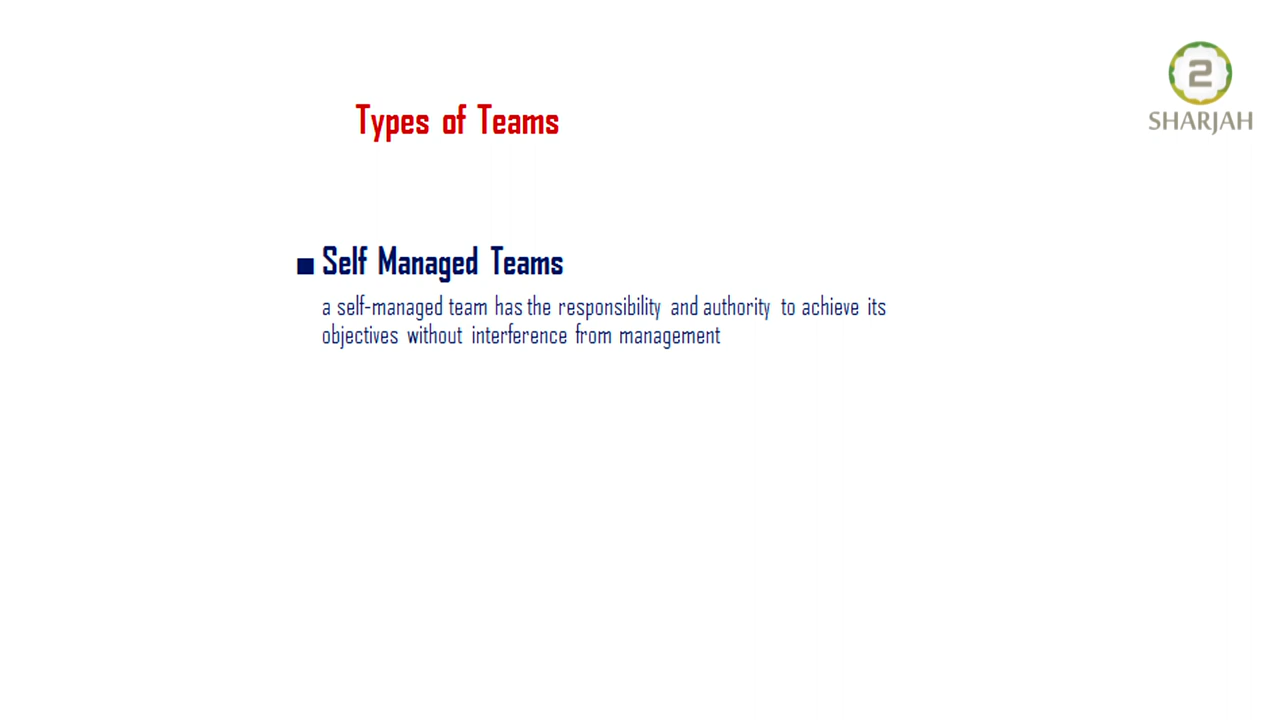 2
SHARJAH
Types of Teams
Self Managed Teams
a self-managed team has the responsibility and authority to achieve its
objectives without interference from management